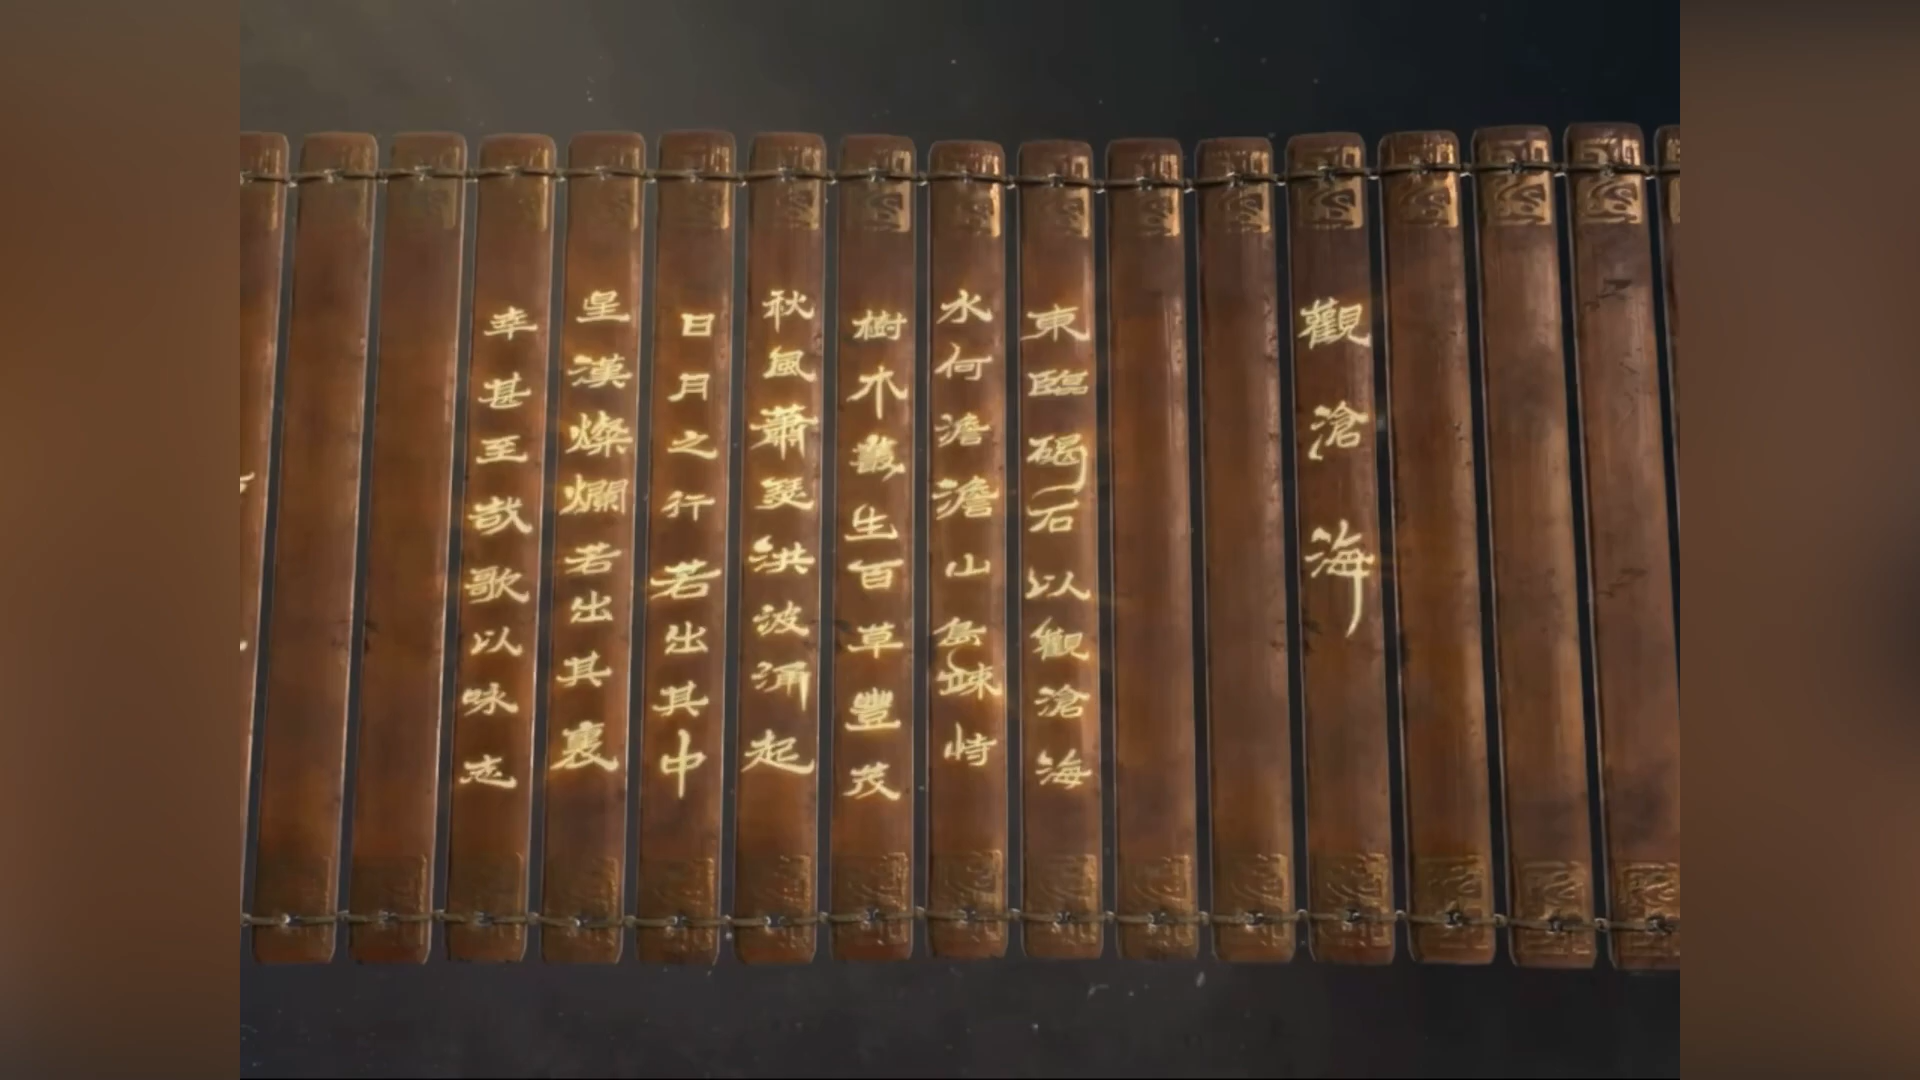 觀滄海
東臨碣石以觀滄海
水何澹澹山島竦峙
樹木叢生百草豐茂
秋風蕭瑟洪波涌起
日月之行若出其中
星漢燦爛若出其裏
幸甚至哉歌以咏志